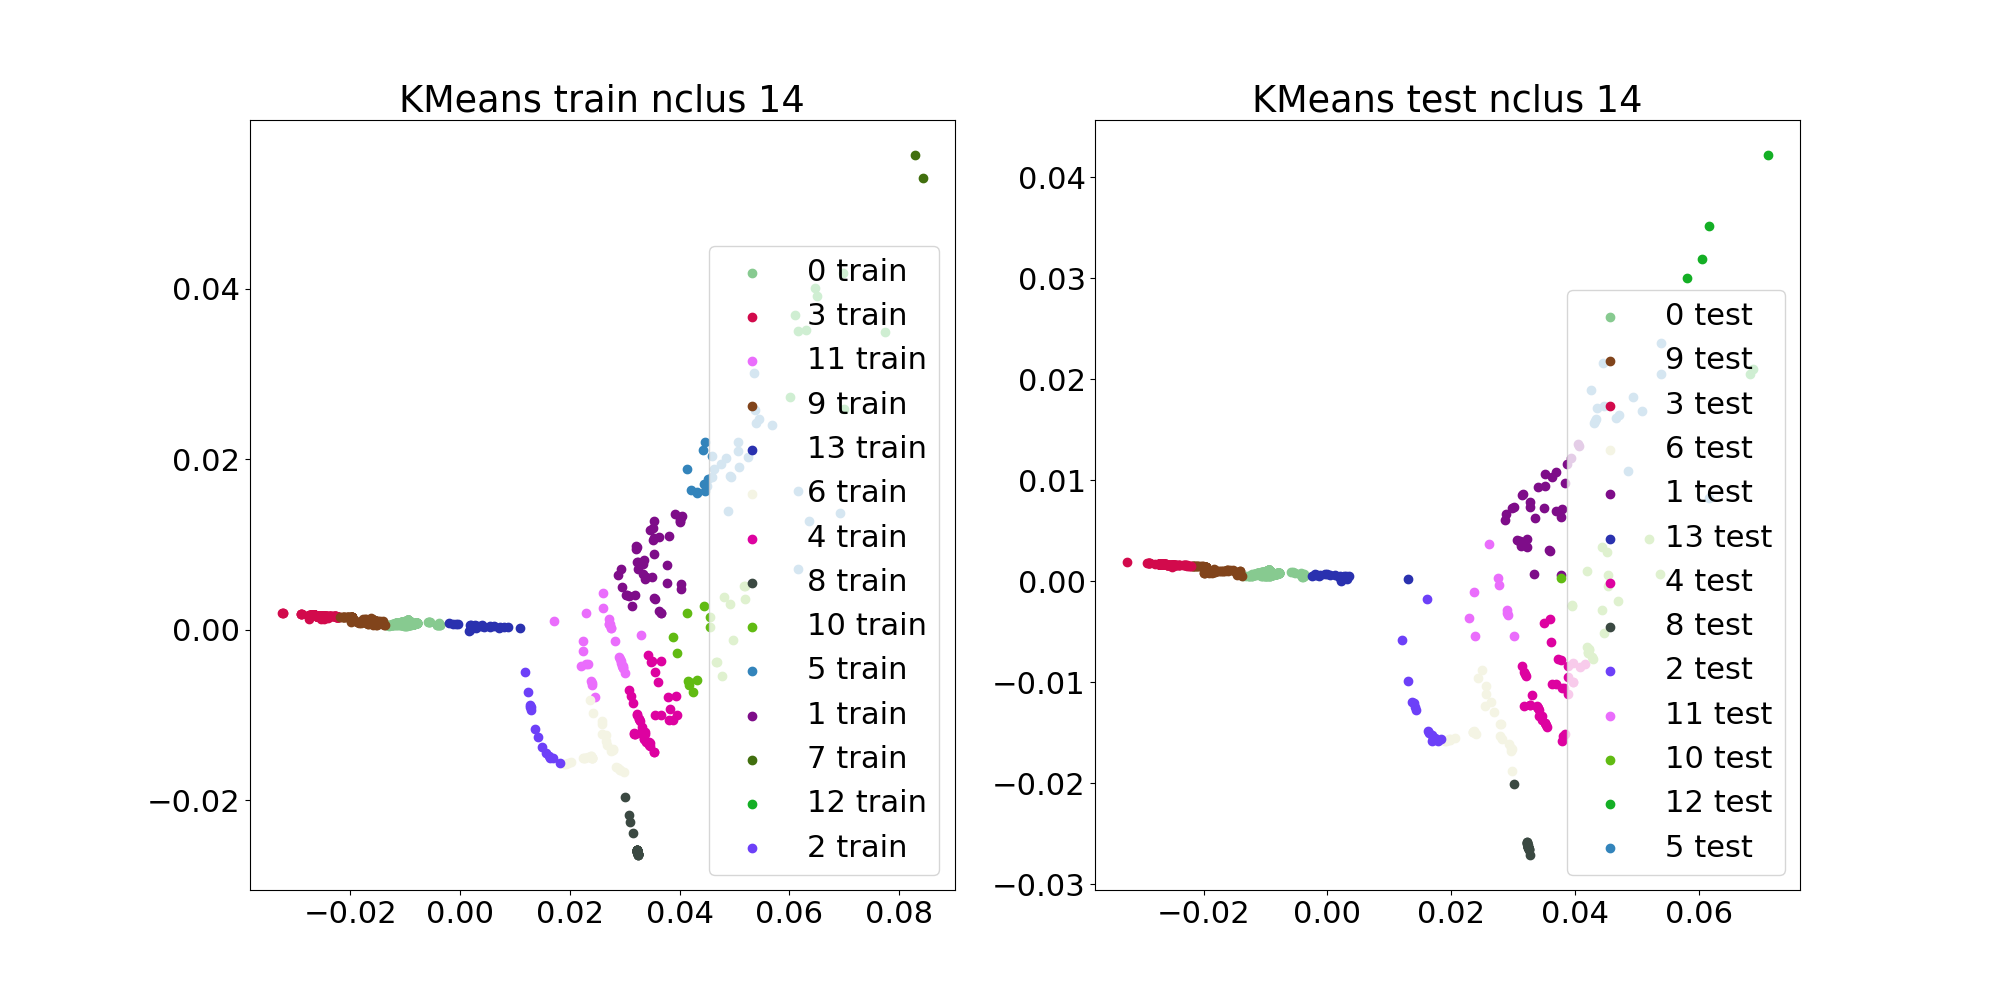 KMeans train nclus 14
0.04
0.02
0.00
−0.02
−0.02
0.00
0.02
0.04
0.06
0.08
0 train
3 train
11 train
9 train
13 train
6 train
4 train
8 train
10 train
5 train
1 train
7 train
12 train
2 train
KMeans test nclus 14
0.04
0.03
0.02
0.01
0.00
−0.01
−0.02
−0.03
−0.02
0.00
0.02
0.04
0.06
0 test
9 test
3 test
6 test
1 test
13 test
4 test
8 test
2 test
11 test
10 test
12 test
5 test